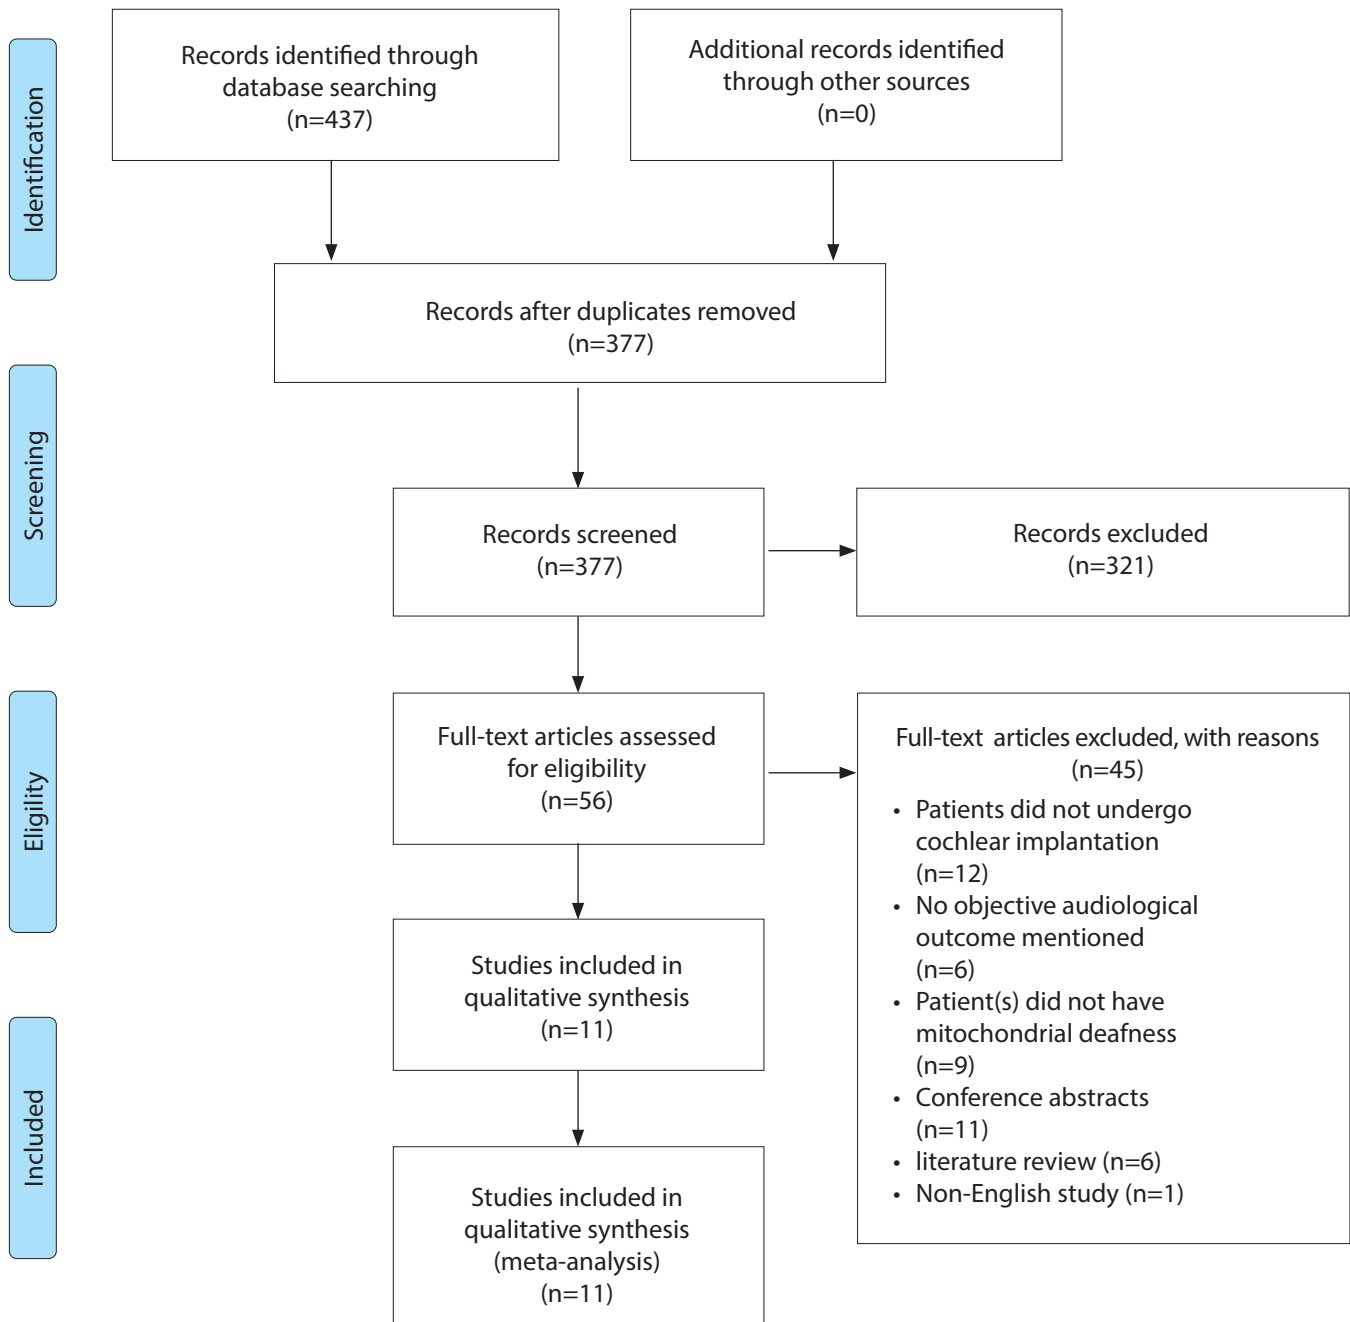 Identification
Records identified through
database searching
(n=437)
Additional records identified
through other sources
(n=0)
Records after duplicates removed
(n=377)
Screening
Records screened
(n=377)
Records excluded
(n=321)
Eligility
Full-text articles assessed
for eligibility
(n=56)
Full-text articles excluded, with reasons
(n=45)
• Patients did not undergo
cochlear implantation
(n=12)
• No objective audiological
outcome mentioned
(n=6)
• Patient(s) did not have
mitochondrial deafness
(n=9)
• Conference abstracts
(n=11)
• literature review (n=6)
• Non-English study (n=1)
Studies included in
qualitative synthesis
(n=11)
Included
Studies included in
qualitative synthesis
(meta-analysis)
(n=11)